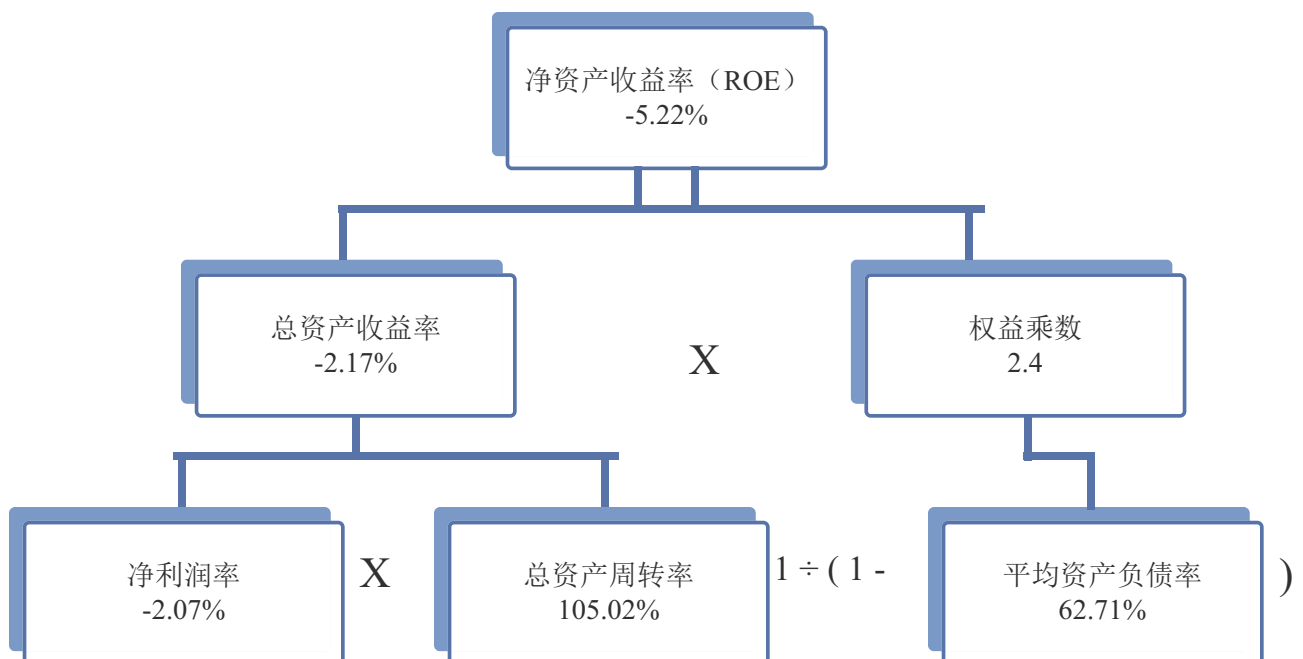 净资产收益率（ROE）
-5.22%
总资产收益率
-2.17%
X
权益乘数
2.4
净利润率
-2.07%
X
总资产周转率
105.02%
1 ÷ ( 1 -
平均资产负债率
62.71%
)